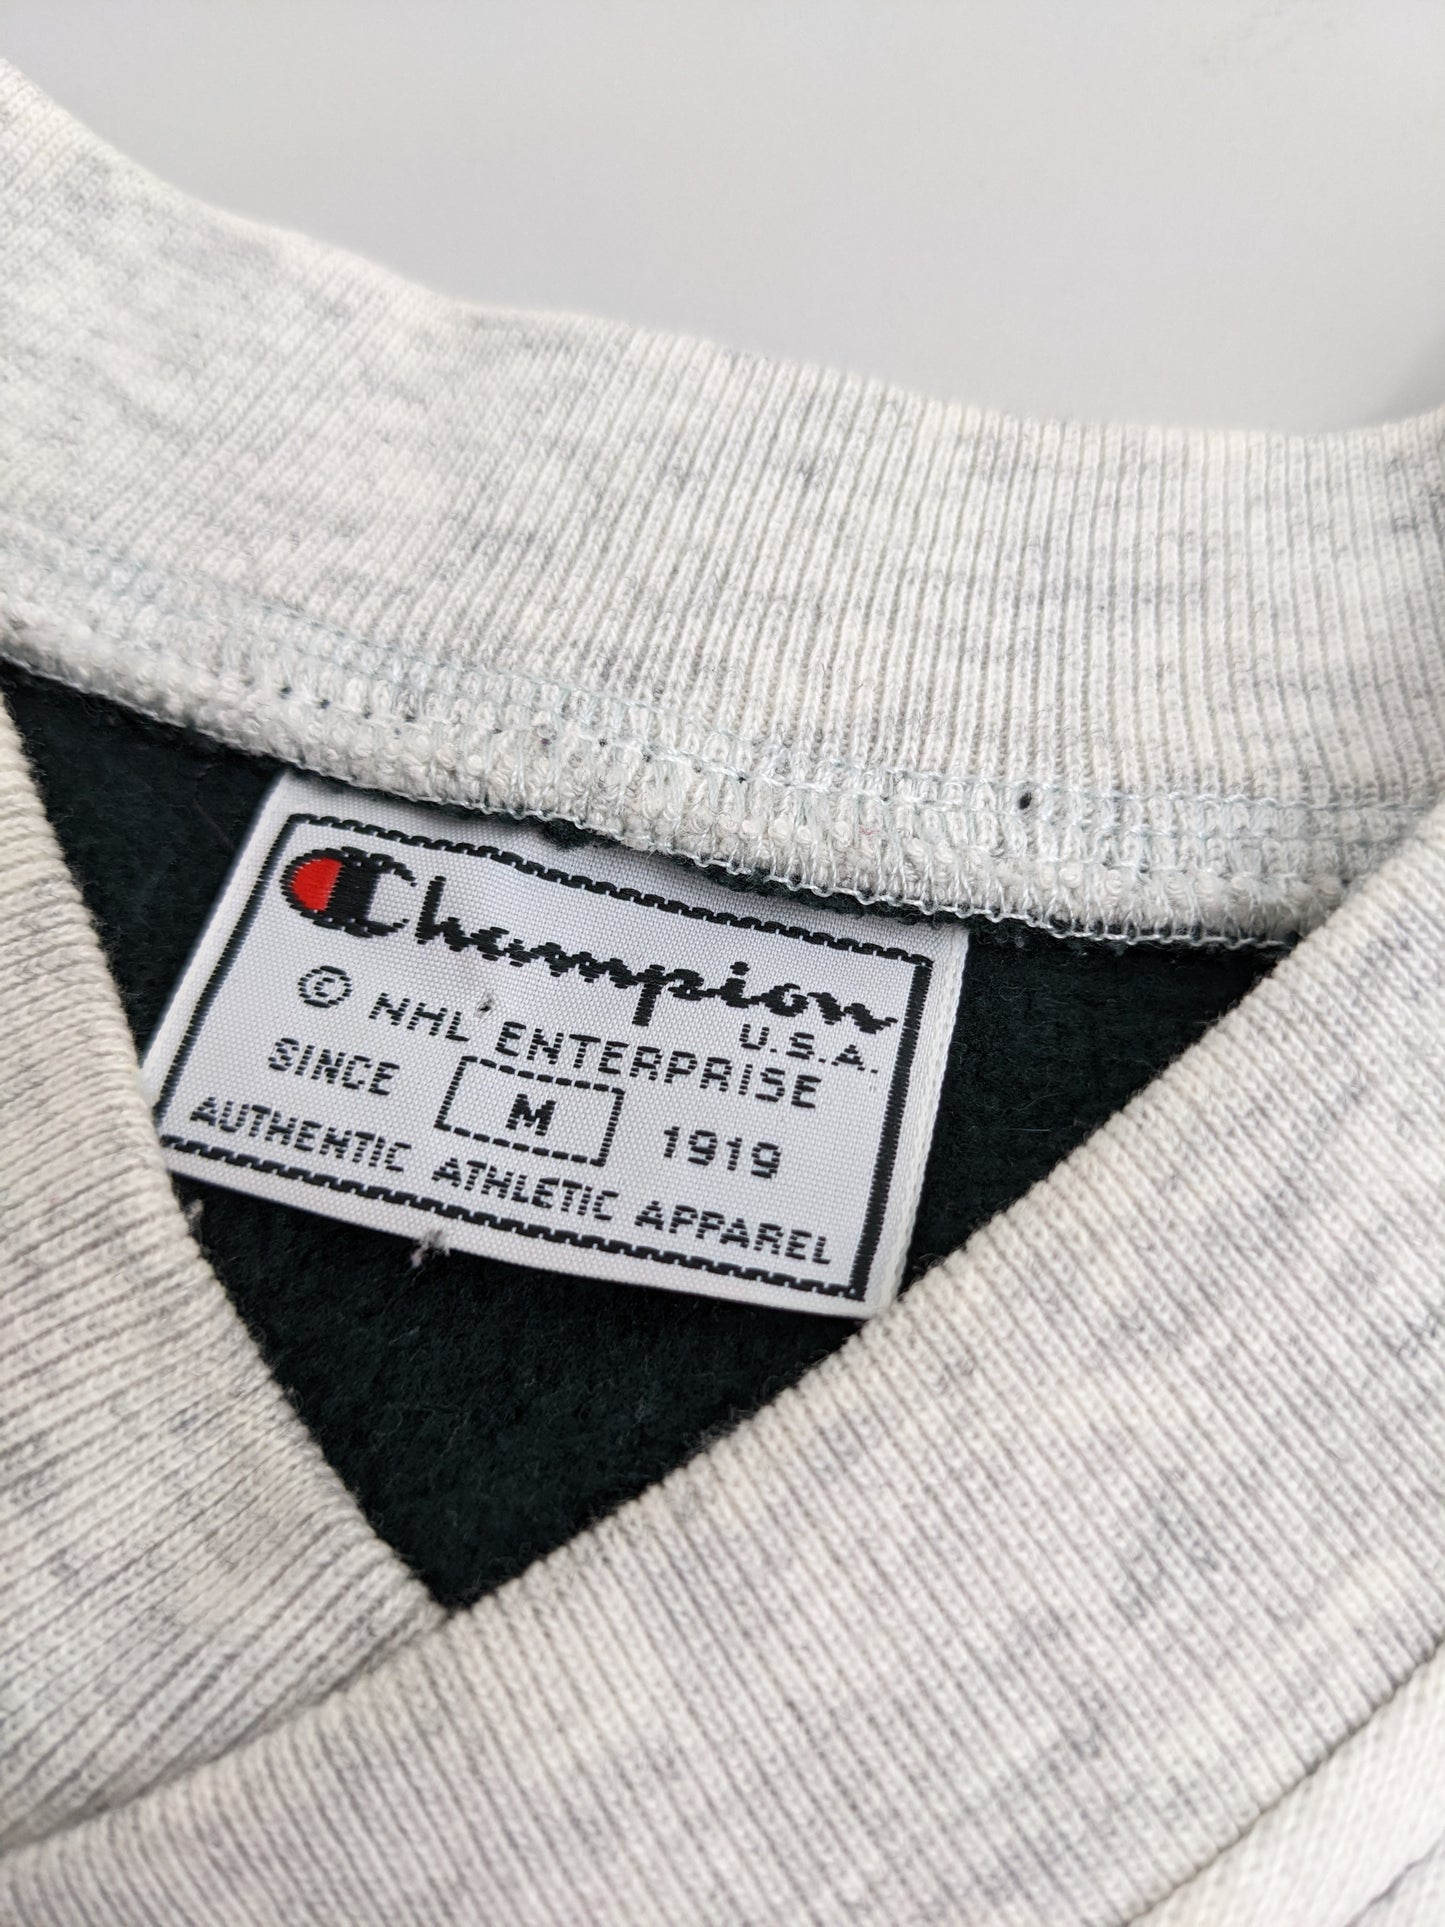 Champion
U.S.A.
© NHL ENTERPRISE
SINCE M 1919
AUTHENTIC ATHLETIC APPAREL